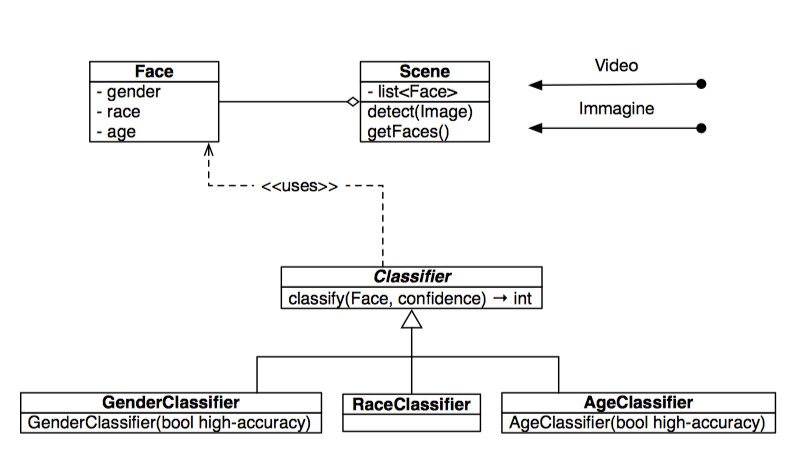 Face
- gender
- race
- age
Scene
- list<Face>
detect(Image)
getFaces()
Video
Immagine
<<uses>>
Classifier
classify(Face, confidence) → int
GenderClassifier
GenderClassifier(bool high-accuracy)
RaceClassifier
AgeClassifier
AgeClassifier(bool high-accuracy)